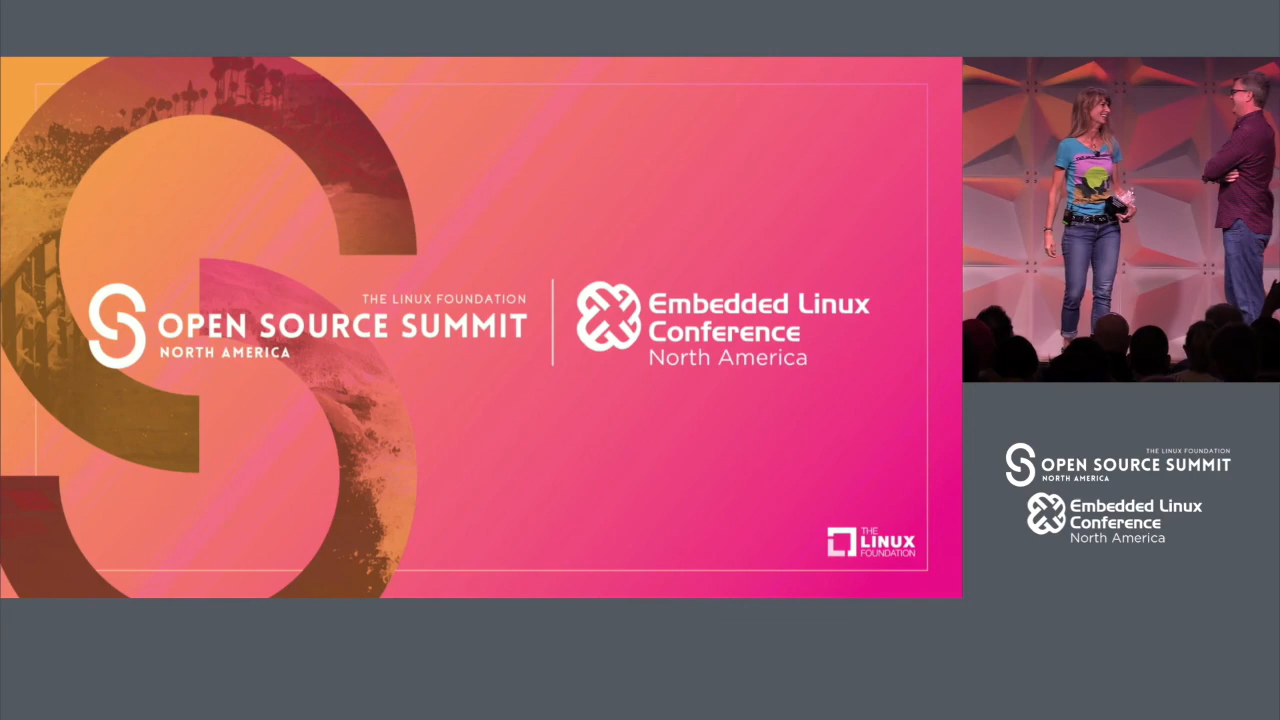 THE LINUX FOUNDATION
OPEN SOURCE SUMMIT
NORTH AMERICA
Embedded Linux
Conference
North America
THE
LINUX
FOUNDATION
THE LINUX FOUNDATION
OPEN SOURCE SUMMIT
NORTH AMERICA
Embedded Linux
Conference
North America